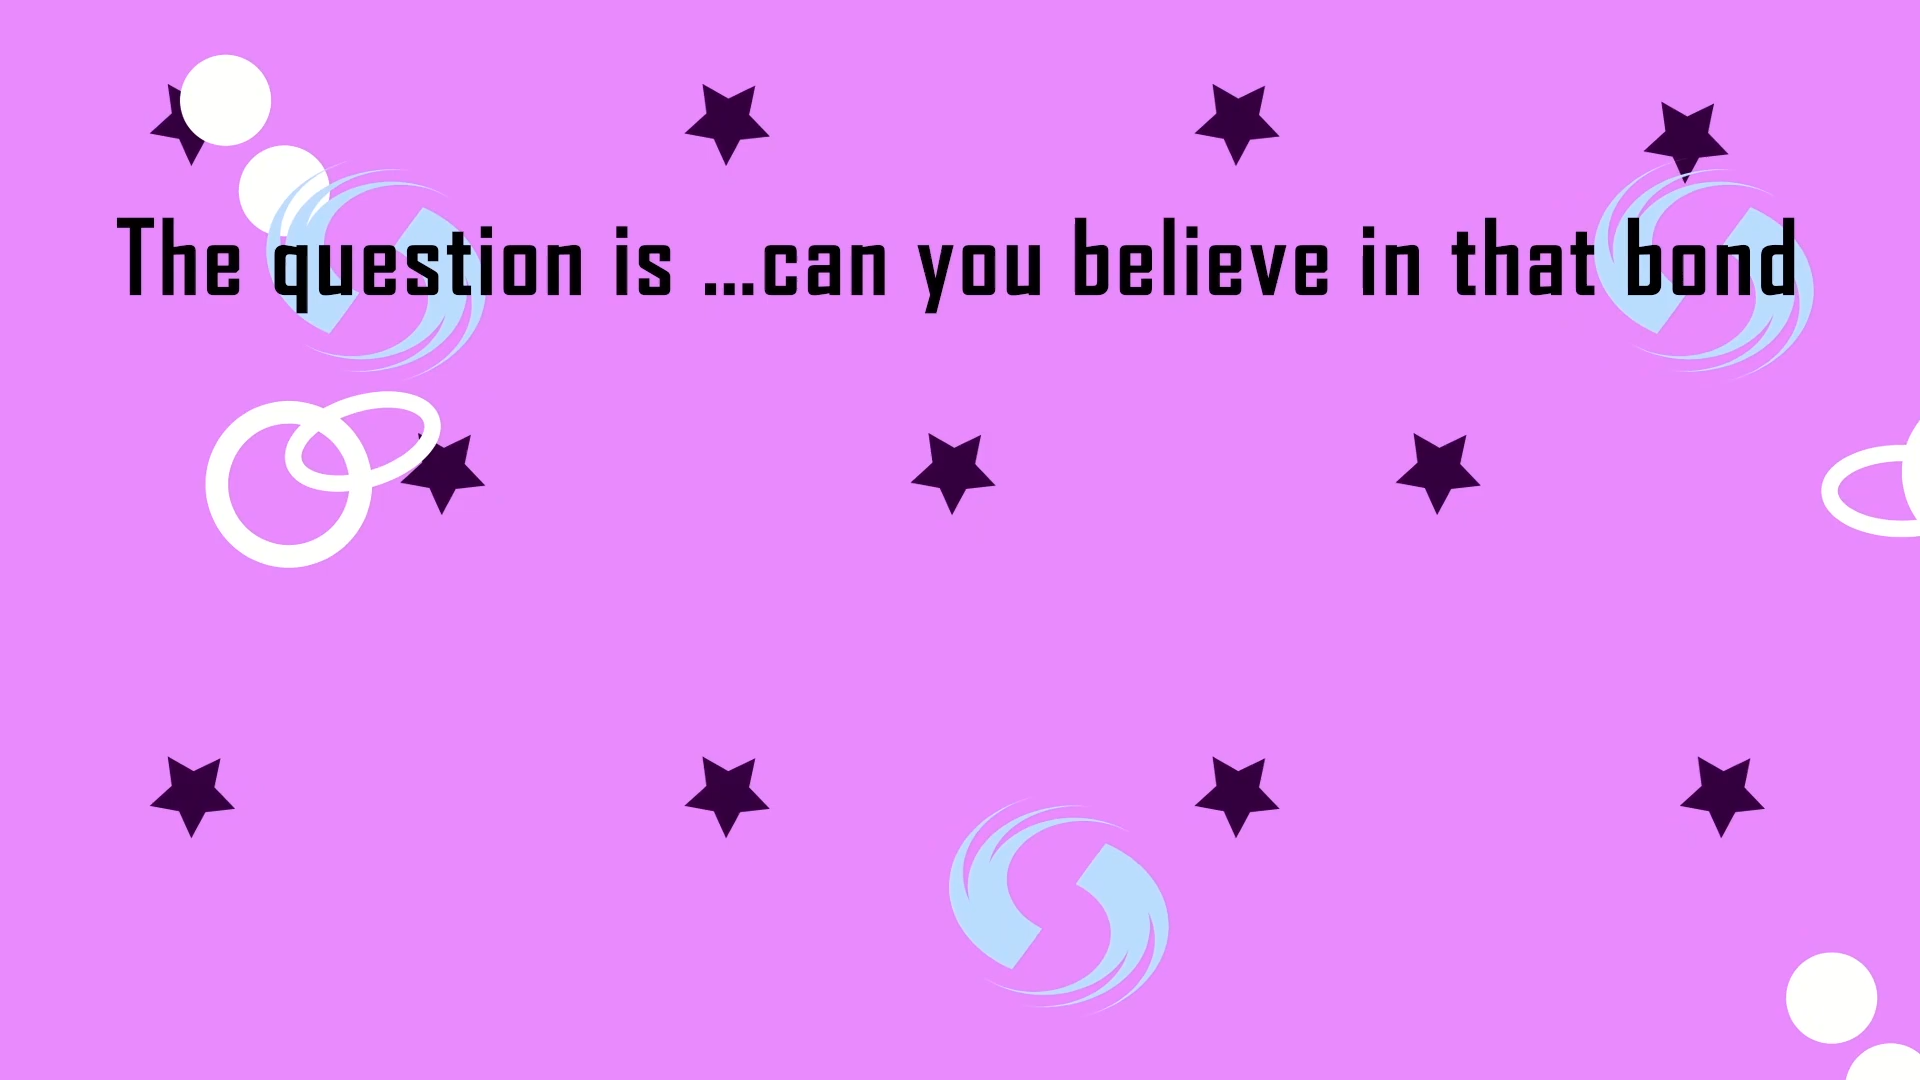 The question is ...can you believe in that bond